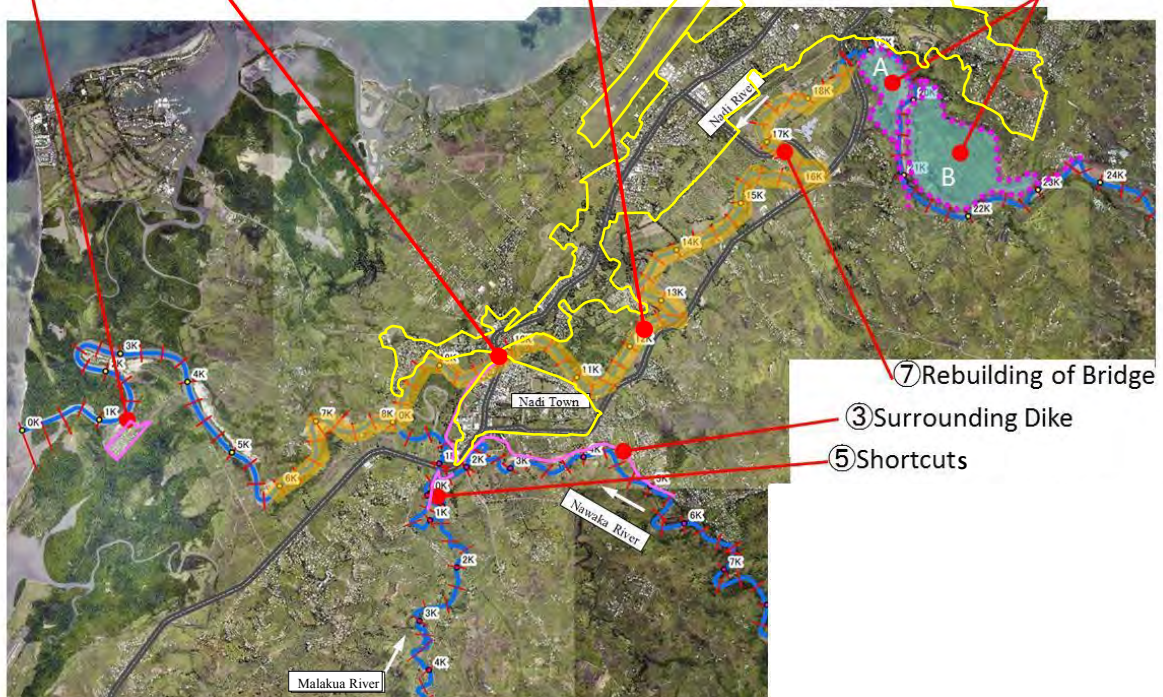 A
B
Nadi River
18K
17K
16K
15K
14K
13K
11K
22K
23K
24K
⑦Rebuilding of Bridge
③Surrounding Dike
⑤Shortcuts
Nadi Town
0K
1K
3K
4K
5K
6K
7K
8K
0K
2K
3K
4K
0K
1K
2K
3K
4K
6K
7K
Nawaka River
Malakua River